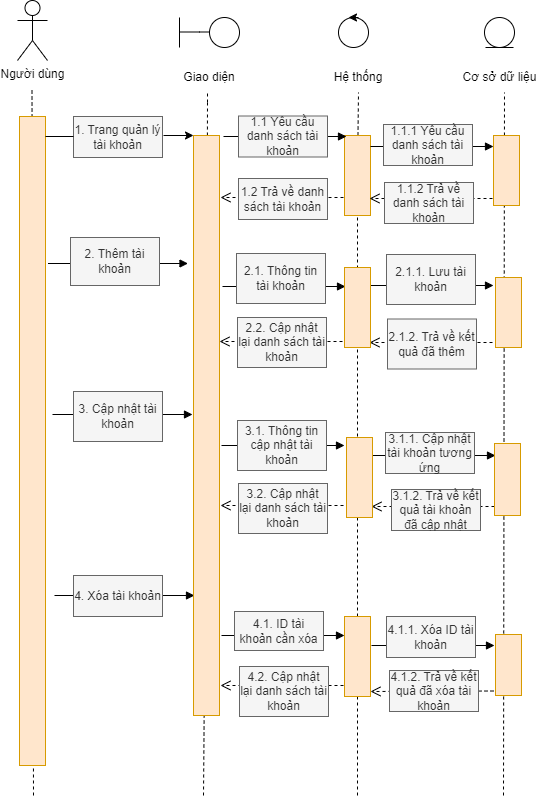 Người dùng
Giao diện
Hệ thống
Cơ sở dữ liệu
1. Trang quản lý
tài khoản
1.1 Yêu cầu
danh sách tài
khoản
1.1.1 Yêu cầu
danh sách tài
khoản
1.2 Trả về danh
sách tài khoản
1.1.2 Trả về
danh sách tài
khoản
2. Thêm tài
khoản
2.1. Thông tin
tài khoản
2.1.1. Lưu tài
khoản
2.2. Cập nhật
lại danh sách tài
khoản
2.1.2. Trả về kết
quả đã thêm
3. Cập nhật tài
khoản
3.1. Thông tin
cập nhật tài
khoản
3.1.1. Cập nhật
tài khoản tương
ứng
3.2. Cập nhật
lại danh sách tài
khoản
3.1.2. Trả về kết
quả tài khoản
đã cập nhật
4. Xóa tài khoản
4.1. ID tài
khoản cần xóa
4.1.1. Xóa ID tài
khoản
4.2. Cập nhật
lại danh sách tài
khoản
4.1.2. Trả về kết
quả đã xóa tài
khoản